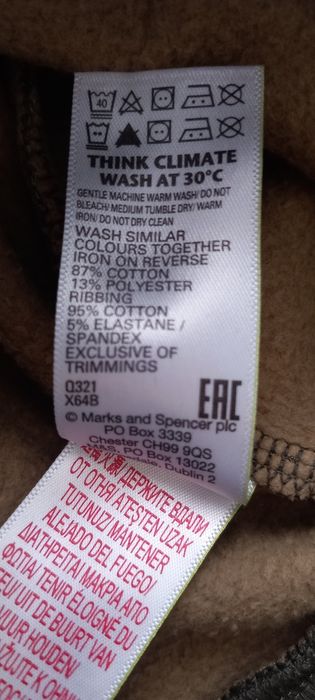 40
THINK CLIMATE
WASH AT 30°C
GENTLE MACHINE WARM WASH/ DO NOT
BLEACH/ MEDIUM TUMBLE DRY/ WARM
IRON/ DO NOT DRY CLEAN
WASH SIMILAR
COLOURS TOGETHER
IRON ON REVERSE
87% COTTON
13% POLYESTER
RIBBING
95% COTTON
5% ELASTANE /
SPANDEX
EXCLUSIVE OF
TRIMMINGS
Q321
X64B
EAC
© Marks and Spencer plc
PO Box 3339
Chester CH99 9QS
PO Box 13022
Dublin 2
ДЕРЖИТЕ ВДАЛИ
ОТ ОГНЯ! ATEŞTEN UZAK
TUTUNUZ! MANTENER
ALEJADO DEL FUEGO!
ΔΙΑΤΗΡΕΙΤΑΙ ΜΑΚΡΙΑ ΑΠΟ
ΦΩΤΙΑ! TENIR ÉLOIGNÉ DU
FEU! UIT DE BUURT VAN
VUUR HOUDEN!